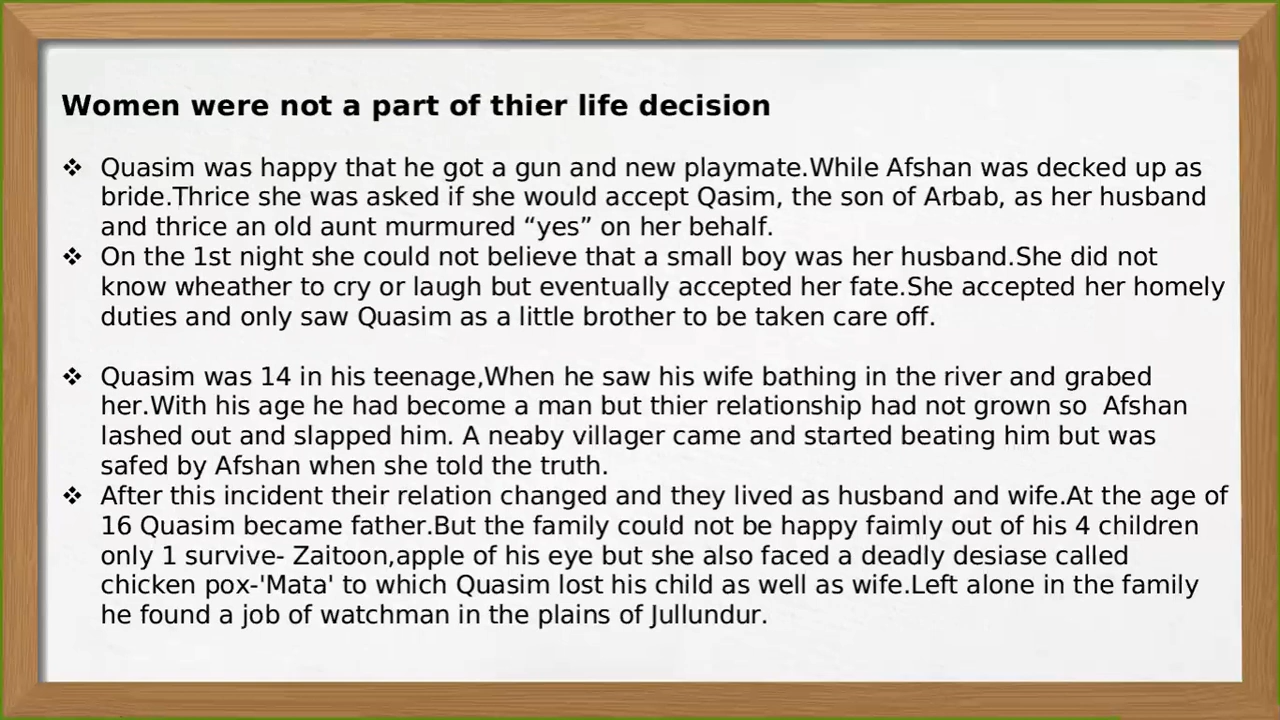 Women were not a part of thier life decision
❖ Quasim was happy that he got a gun and new playmate.While Afshan was decked up as
bride.Thrice she was asked if she would accept Qasim, the son of Arbab, as her husband
and thrice an old aunt murmured “yes” on her behalf.
❖ On the 1st night she could not believe that a small boy was her husband.She did not
know wheather to cry or laugh but eventually accepted her fate.She accepted her homely
duties and only saw Quasim as a little brother to be taken care off.
❖ Quasim was 14 in his teenage,When he saw his wife bathing in the river and grabed
her.With his age he had become a man but thier relationship had not grown so  Afshan
lashed out and slapped him. A neaby villager came and started beating him but was
safed by Afshan when she told the truth.
❖ After this incident their relation changed and they lived as husband and wife.At the age of
16 Quasim became father.But the family could not be happy faimly out of his 4 children
only 1 survive- Zaitoon,apple of his eye but she also faced a deadly desiase called
chicken pox-'Mata' to which Quasim lost his child as well as wife.Left alone in the family
he found a job of watchman in the plains of Jullundur.